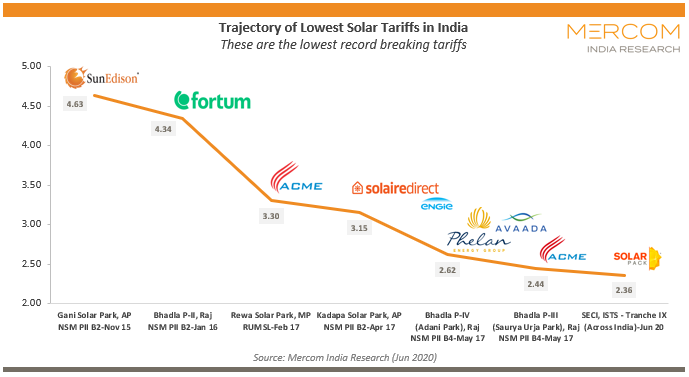 Trajectory of Lowest Solar Tariffs in India
These are the lowest record breaking tariffs
MERCOM
INDIA RESEARCH
5.00
4.50
4.00
3.50
3.00
2.50
2.00
SunEdison
4.63
fortum
4.34
ACME
3.30
solairedirect
ENGIE
3.15
Phelan
ENERGY GROUP
AVAADA
2.62
ACME
2.44
SOLAR
PACK
2.36
Gani Solar Park, AP
NSM PII B2-Nov 15
Bhadla P-II, Raj
NSM PII B2-Jan 16
Rewa Solar Park, MP
RUM SL-Feb 17
Kadapa Solar Park, AP
NSM PII B2-Apr 17
Bhadla P-IV
(Adani Park), Raj
NSM PII B4-May 17
Bhadla P-III
(Saurya Urja Park), Raj
NSM PII B4-May 17
SECI, ISTS - Tranche IX
(Across India)-Jun 20
Source: Mercom India Research (Jun 2020)